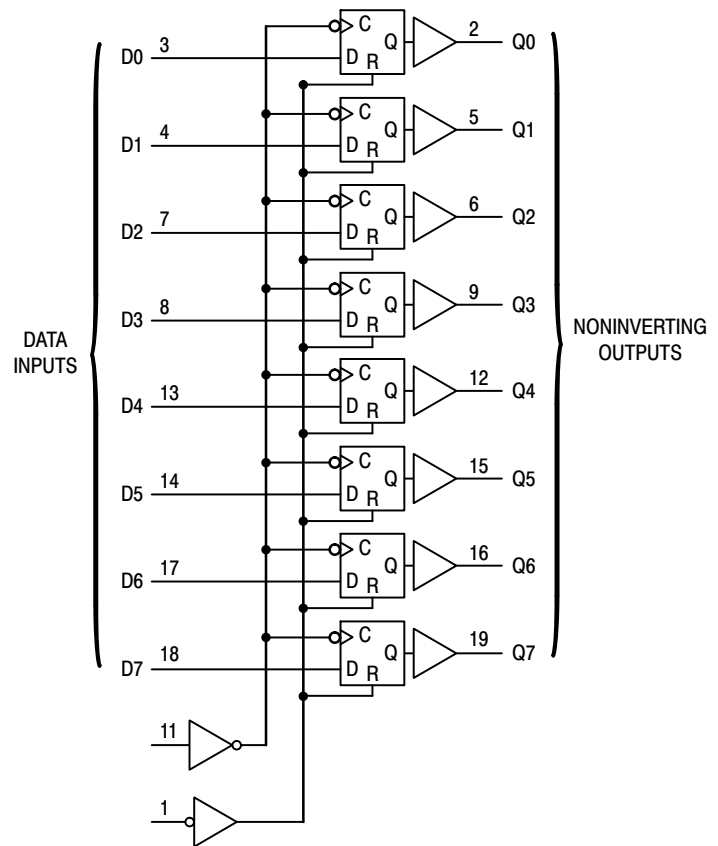 C
2
3
Q
Q0
D0
D
R
C
5
4
Q
Q1
D1
D
R
C
6
7
Q
Q2
D2
D
R
C
9
8
Q
Q3
D3
D
R
DATA
INPUTS
NONINVERTING
OUTPUTS
C
12
13
Q
Q4
D4
D
R
C
15
14
Q
Q5
D5
D
R
C
16
17
Q
Q6
D6
D
R
C
19
18
Q
Q7
D7
D
R
11
1